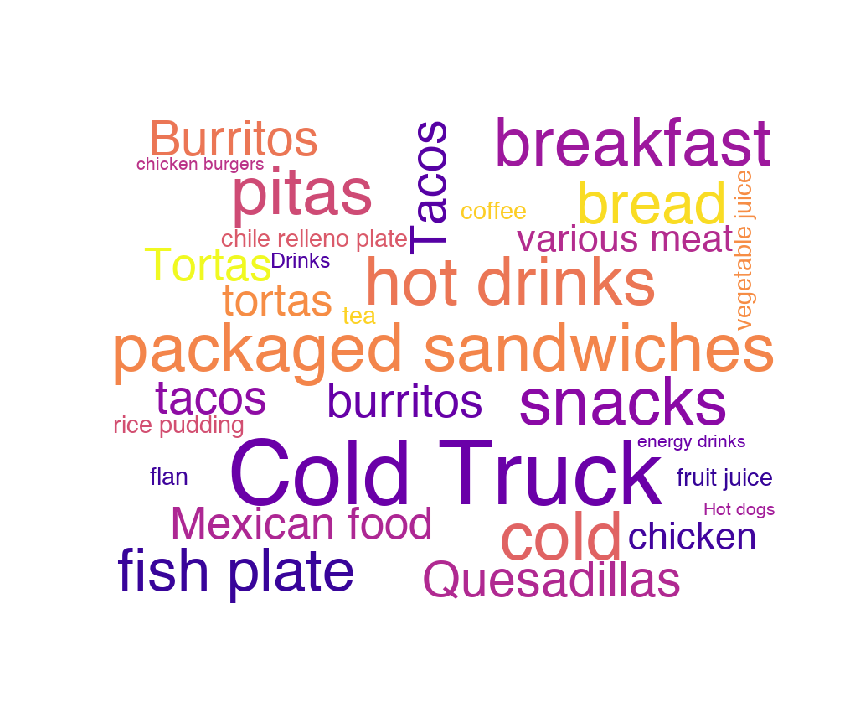 Burritos
Tacos
breakfast
chicken burgers
pitas
coffee
bread
vegetable juice
chile relleno plate
various meat
Tortas
Drinks
hot drinks
tortas
tea
packaged sandwiches
tacos
burritos
snacks
rice pudding
Cold Truck
energy drinks
flan
fruit juice
Mexican food
cold
Hot dogs
chicken
fish plate
Quesadillas